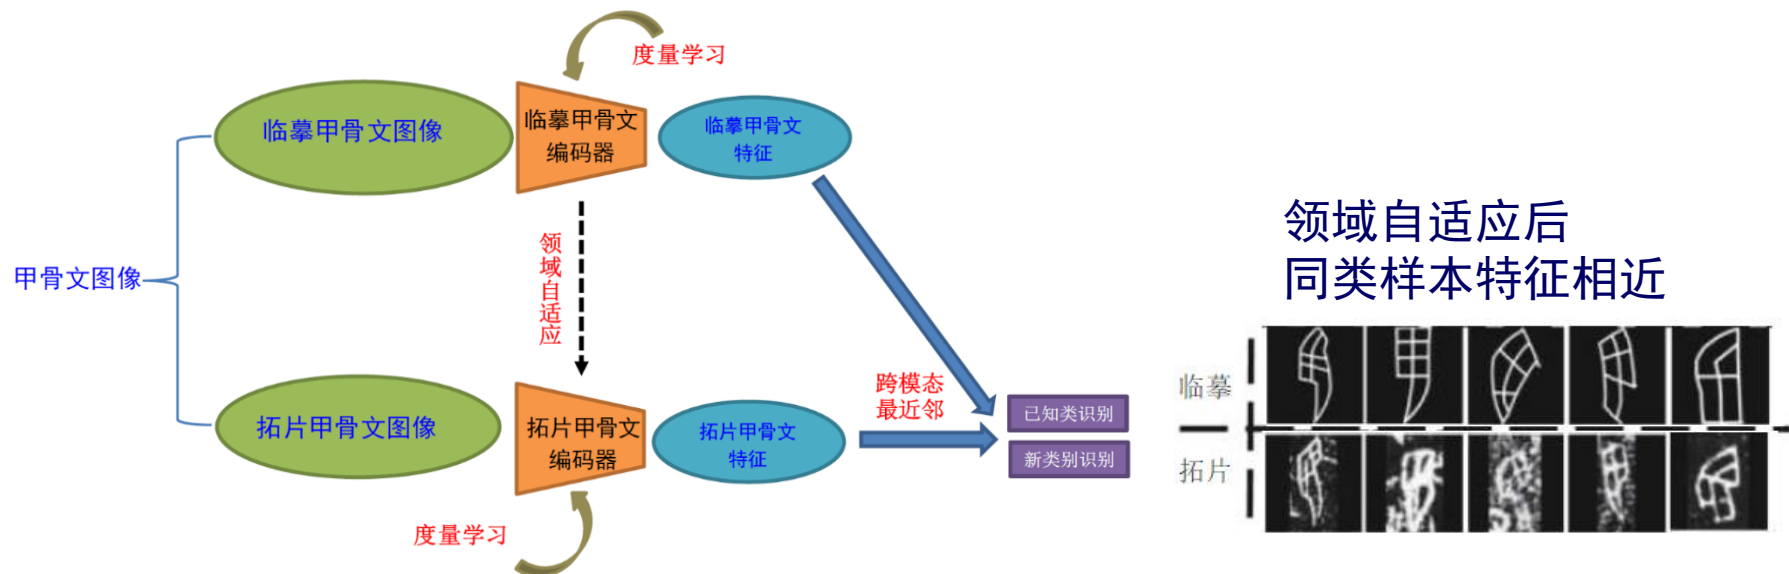 度量学习
临摹甲骨文图像
临摹甲骨文
编码器
临摹甲骨文
特征
领域自适应
甲骨文图像
领域自适应后
同类样本特征相近
拓片甲骨文图像
拓片甲骨文
编码器
拓片甲骨文
特征
跨模态
最近邻
已知类识别
新类别识别
度量学习
临摹
拓片